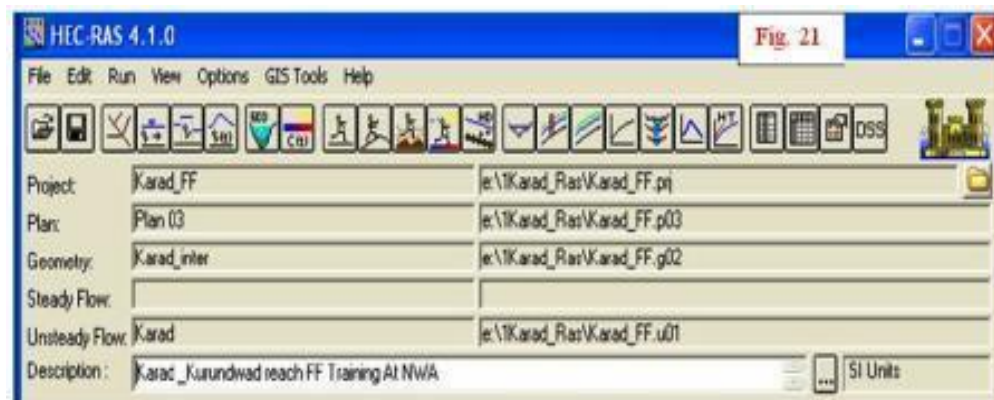 HEC-RAS 4.1.0
Fig. 21
File Edit Run View Options GIS Tools Help
DSS
Project: Karad_FF e:\1Karad_Ras\Karad_FF.prj
Plan: Plan 03 e:\1Karad_Ras\Karad_FF.p03
Geometry: Karad_inter e:\1Karad_Ras\Karad_FF.g02
Steady Flow:
Unsteady Flow: Karad e:\1Karad_Ras\Karad_FF.u01
Description : Karad _Kurundwad reach FF Training At NWA ... SI Units